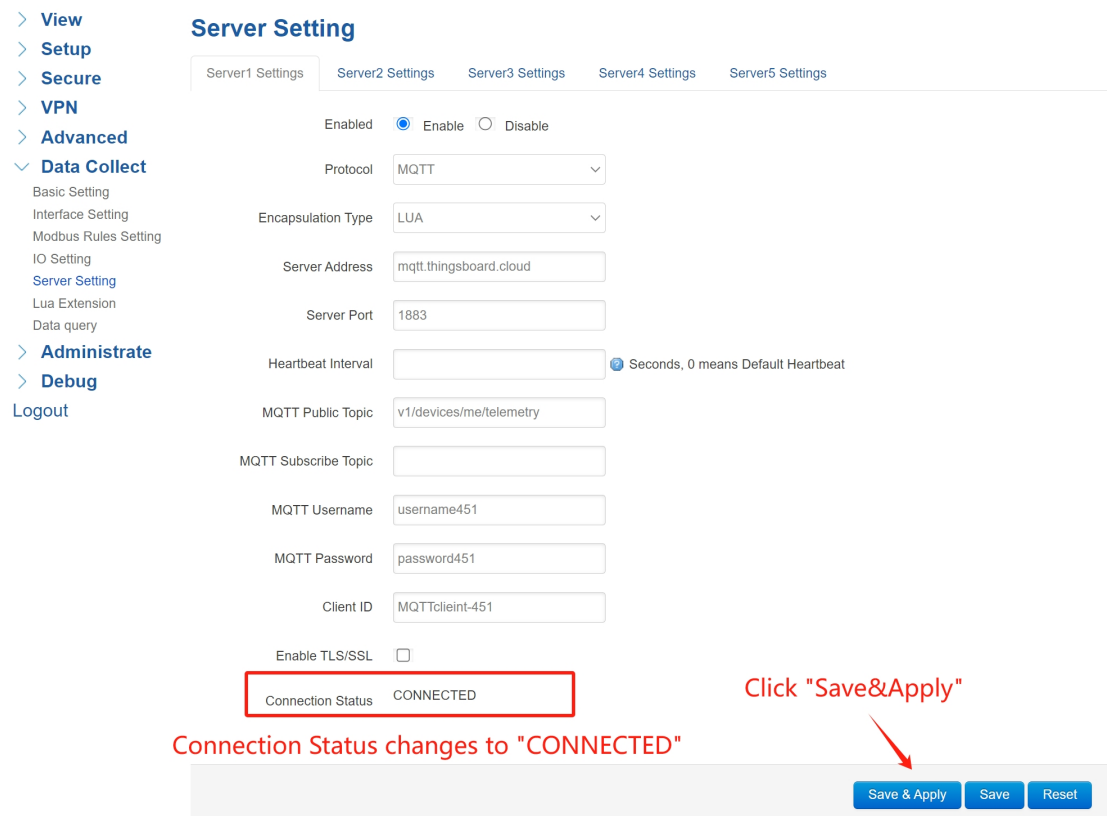 View
Setup
Secure
VPN
Advanced
Data Collect
Basic Setting
Interface Setting
Modbus Rules Setting
IO Setting
Server Setting
Lua Extension
Data query
Administrate
Debug
Logout
Server Setting
Server1 Settings Server2 Settings Server3 Settings Server4 Settings Server5 Settings
Enabled Enable Disable
Protocol MQTT
Encapsulation Type LUA
Server Address mqtt.thingsboard.cloud
Server Port 1883
Heartbeat Interval ? Seconds, 0 means Default Heartbeat
MQTT Public Topic v1/devices/me/telemetry
MQTT Subscribe Topic
MQTT Username username451
MQTT Password password451
Client ID MQTTclieint-451
Enable TLS/SSL
Connection Status CONNECTED
Click "Save&Apply"
Connection Status changes to "CONNECTED"
Save & Apply Save Reset